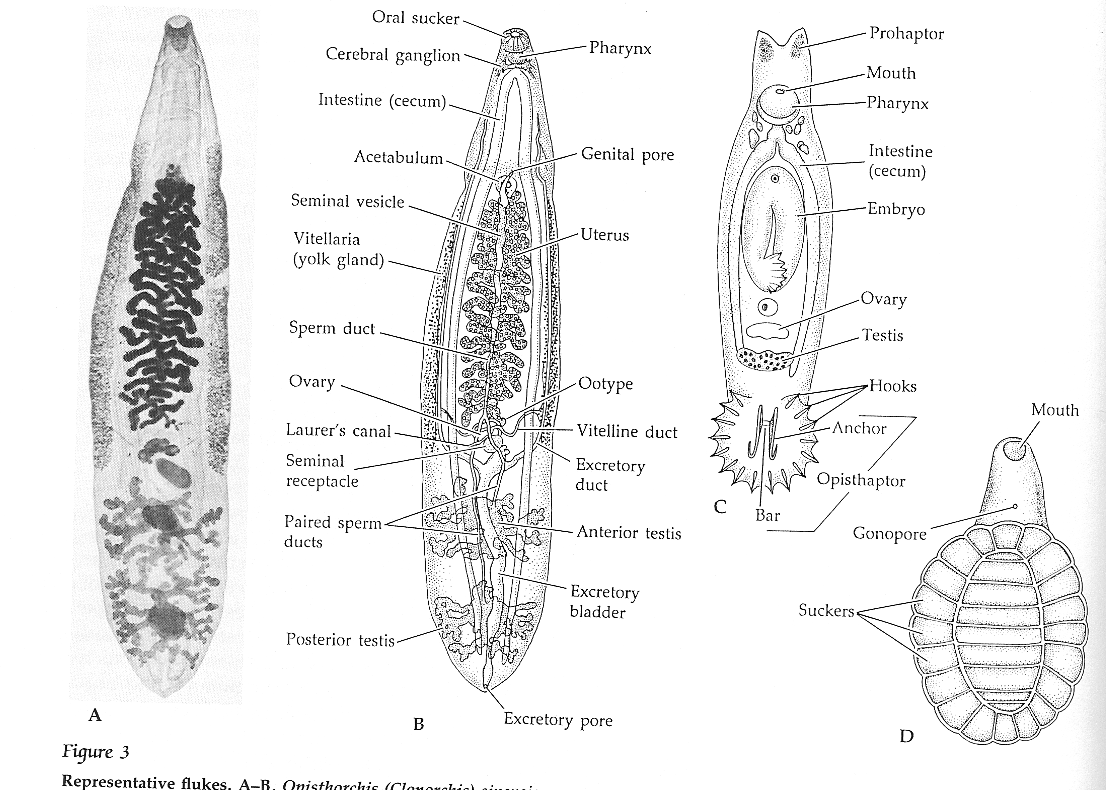 Oral sucker
Cerebral ganglion
Pharynx
Intestine (cecum)
Acetabulum
Genital pore
Seminal vesicle
Uterus
Vitellaria
(yolk gland)
Sperm duct
Ovary
Ootype
Laurer's canal
Vitelline duct
Seminal
receptacle
Excretory
duct
Paired sperm
ducts
Anterior testis
Excretory
bladder
Posterior testis
Excretory pore
A
B
Prohaptor
Mouth
Pharynx
Intestine
(cecum)
Embryo
Ovary
Testis
Hooks
Anchor
Opisthaptor
Bar
C
Mouth
Gonopore
Suckers
D
Figure 3
Representative flukes. A–B. Opisthorchis (Clonorchis) sinensis